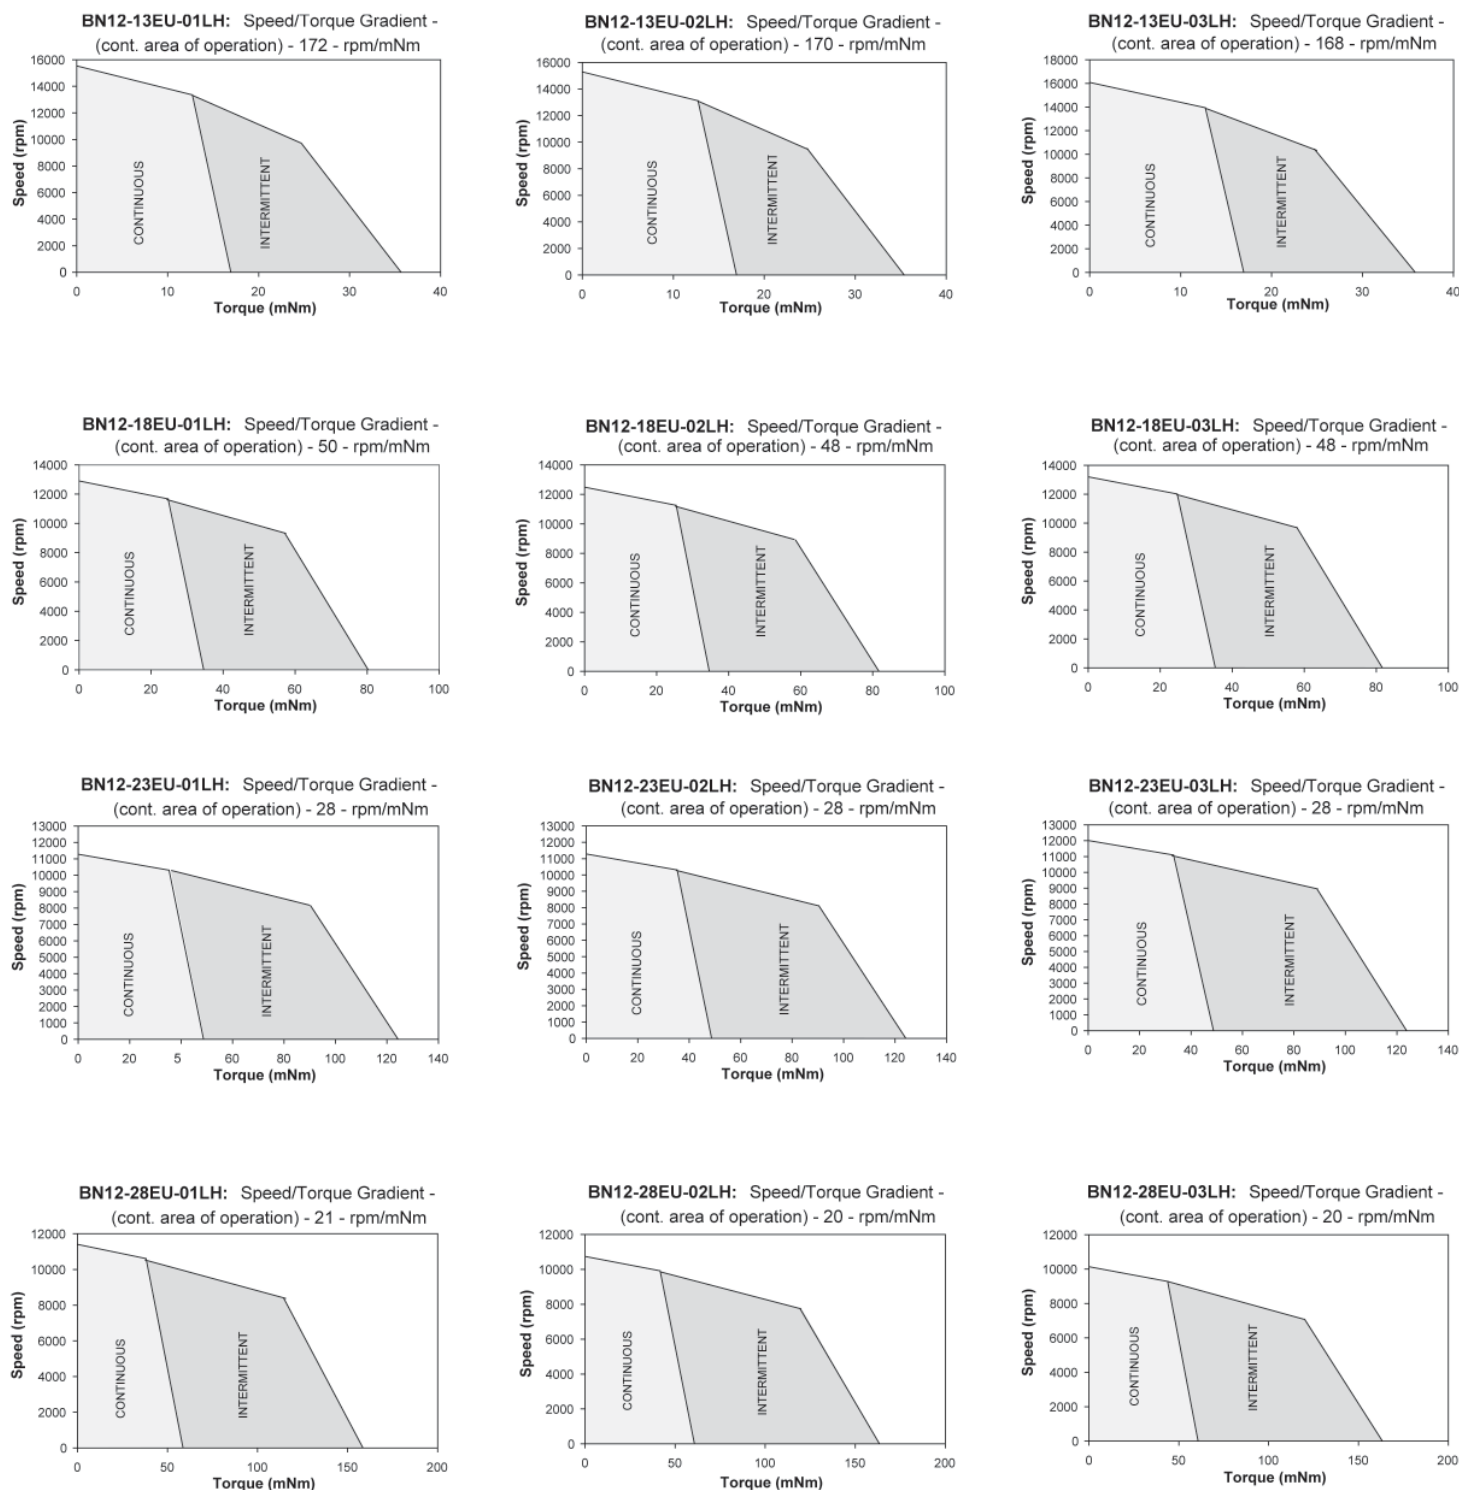 BN12-13EU-01LH: Speed/Torque Gradient -
(cont. area of operation) - 172 - rpm/mNm
16000
14000
12000
10000
8000
6000
4000
2000
0
Speed (rpm)
CONTINUOUS
INTERMITTENT
0 10 20 30 40
Torque (mNm)
BN12-13EU-02LH: Speed/Torque Gradient -
(cont. area of operation) - 170 - rpm/mNm
16000
14000
12000
10000
8000
6000
4000
2000
0
Speed (rpm)
CONTINUOUS
INTERMITTENT
0 10 20 30 40
Torque (mNm)
BN12-13EU-03LH: Speed/Torque Gradient -
(cont. area of operation) - 168 - rpm/mNm
18000
16000
14000
12000
10000
8000
6000
4000
2000
0
Speed (rpm)
CONTINUOUS
INTERMITTENT
0 10 20 30 40
Torque (mNm)
BN12-18EU-01LH: Speed/Torque Gradient -
(cont. area of operation) - 50 - rpm/mNm
14000
12000
10000
8000
6000
4000
2000
0
Speed (rpm)
CONTINUOUS
INTERMITTENT
0 20 40 60 80 100
Torque (mNm)
BN12-18EU-02LH: Speed/Torque Gradient -
(cont. area of operation) - 48 - rpm/mNm
14000
12000
10000
8000
6000
4000
2000
0
Speed (rpm)
CONTINUOUS
INTERMITTENT
0 20 40 60 80 100
Torque (mNm)
BN12-18EU-03LH: Speed/Torque Gradient -
(cont. area of operation) - 48 - rpm/mNm
14000
12000
10000
8000
6000
4000
2000
0
Speed (rpm)
CONTINUOUS
INTERMITTENT
0 20 40 60 80 100
Torque (mNm)
BN12-23EU-01LH: Speed/Torque Gradient -
(cont. area of operation) - 28 - rpm/mNm
13000
12000
11000
10000
9000
8000
7000
6000
5000
4000
3000
2000
1000
0
Speed (rpm)
CONTINUOUS
INTERMITTENT
0 20 5 60 80 100 120 140
Torque (mNm)
BN12-23EU-02LH: Speed/Torque Gradient -
(cont. area of operation) - 28 - rpm/mNm
13000
12000
11000
10000
9000
8000
7000
6000
5000
4000
3000
2000
1000
0
Speed (rpm)
CONTINUOUS
INTERMITTENT
0 20 40 60 80 100 120 140
Torque (mNm)
BN12-23EU-03LH: Speed/Torque Gradient -
(cont. area of operation) - 28 - rpm/mNm
13000
12000
11000
10000
9000
8000
7000
6000
5000
4000
3000
2000
1000
0
Speed (rpm)
CONTINUOUS
INTERMITTENT
0 20 40 60 80 100 120 140
Torque (mNm)
BN12-28EU-01LH: Speed/Torque Gradient -
(cont. area of operation) - 21 - rpm/mNm
12000
10000
8000
6000
4000
2000
0
Speed (rpm)
CONTINUOUS
INTERMITTENT
0 50 100 150 200
Torque (mNm)
BN12-28EU-02LH: Speed/Torque Gradient -
(cont. area of operation) - 20 - rpm/mNm
12000
10000
8000
6000
4000
2000
0
Speed (rpm)
CONTINUOUS
INTERMITTENT
0 50 100 150 200
Torque (mNm)
BN12-28EU-03LH: Speed/Torque Gradient -
(cont. area of operation) - 20 - rpm/mNm
12000
10000
8000
6000
4000
2000
0
Speed (rpm)
CONTINUOUS
INTERMITTENT
0 50 100 150 200
Torque (mNm)